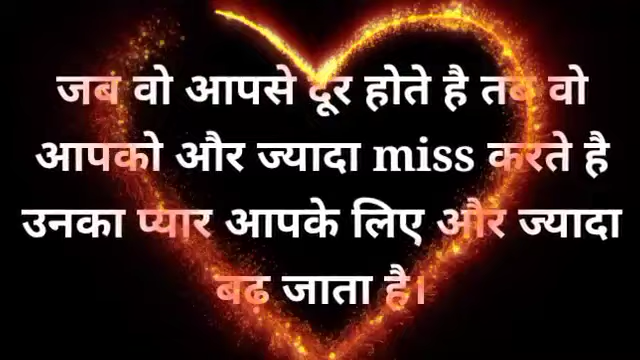 जब वो आपसे दूर होते है तब वो
आपको और ज्यादा miss करते है
उनका प्यार आपके लिए और ज्यादा
बढ़ जाता है।